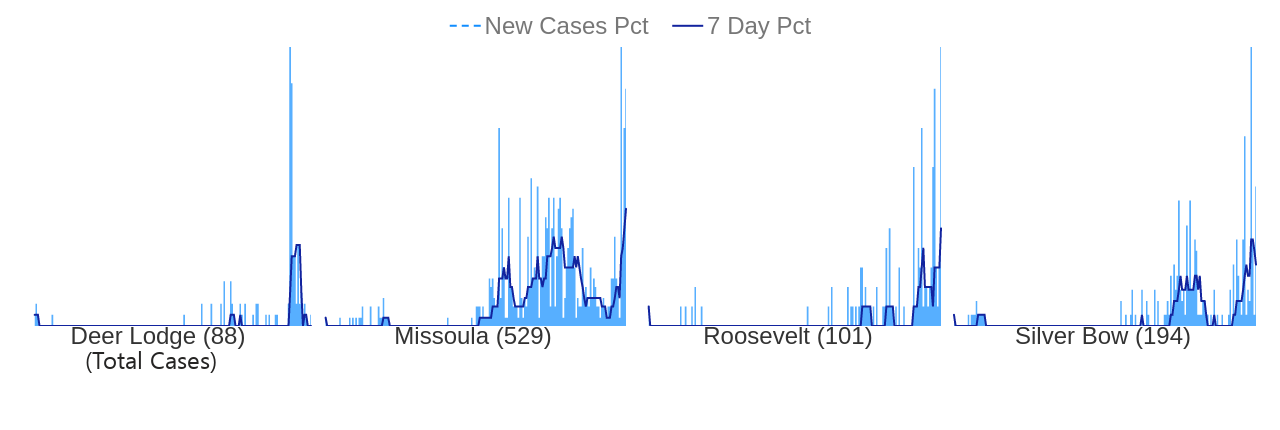 New Cases Pct 7 Day Pct
Deer Lodge (88) Missoula (529) Roosevelt (101) Silver Bow (194)
(Total Cases)